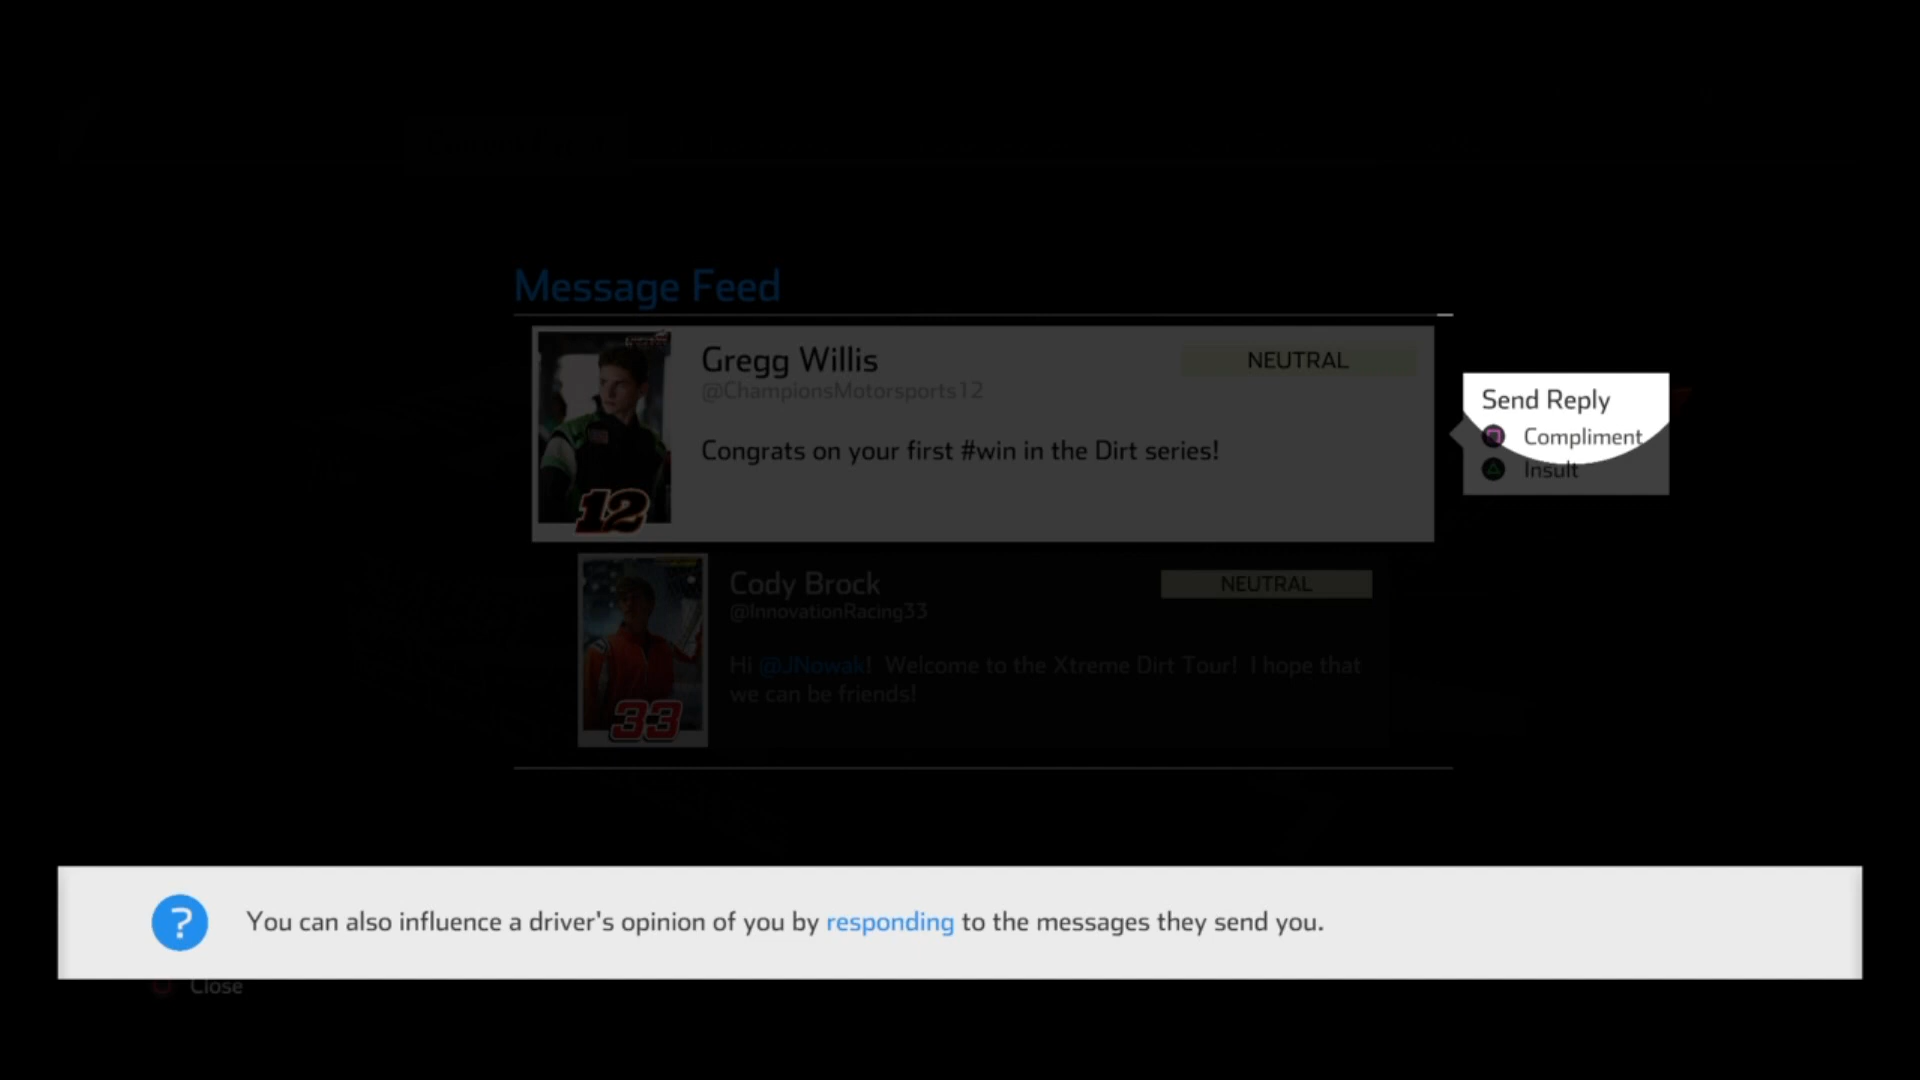 Message Feed
Gregg Willis
NEUTRAL
@ChampionsMotorsports12
Congrats on your first #win in the Dirt series!
12
Send Reply
Compliment
Insult
Cody Brock
NEUTRAL
@InnovationRacing33
Hi @JNowak! Welcome to the Xtreme Dirt Tour! I hope that
we can be friends!
33
? You can also influence a driver's opinion of you by responding to the messages they send you.
Close